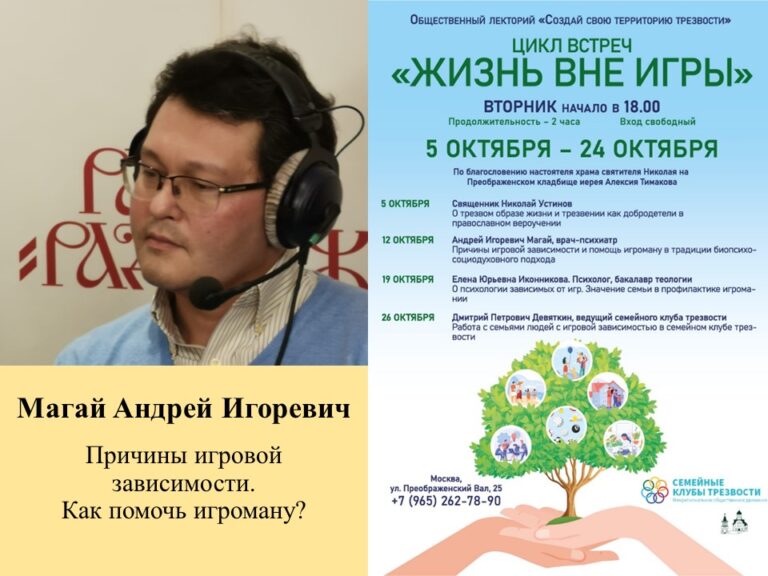 РА
РАД Ж
Магай Андрей Игоревич
Причины игровой
зависимости.
Как помочь игроману?
Общественный лекторий «Создай свою территорию трезвости»
ЦИКЛ ВСТРЕЧ
«ЖИЗНЬ ВНЕ ИГРЫ»
ВТОРНИК НАЧАЛО В 18.00
Продолжительность – 2 часа Вход свободный
5 ОКТЯБРЯ – 24 ОКТЯБРЯ
По благословению настоятеля храма святителя Николая на
Преображенском кладбище иерея Алексия Тимакова
5 ОКТЯБРЯ Священник Николай Устинов
О трезвом образе жизни и трезвении как добродетели в
православном вероучении
12 ОКТЯБРЯ Андрей Игоревич Магай, врач-психиатр
Причины игровой зависимости и помощь игроману в традиции биопсихо-
социодуховного подхода
19 ОКТЯБРЯ Елена Юрьевна Иконникова. Психолог, бакалавр теологии
О психологии зависимых от игр. Значение семьи в профилактике игрома-
нии
26 ОКТЯБРЯ Дмитрий Петрович Девяткин, ведущий семейного клуба трезвости
Работа с семьями людей с игровой зависимостью в семейном клубе трез-
вости
Москва,
ул. Преображенский Вал, 25
+7 (965) 262-78-90
СЕМЕЙНЫЕ
КЛУБЫ ТРЕЗВОСТИ
Межрегиональное общественное движение